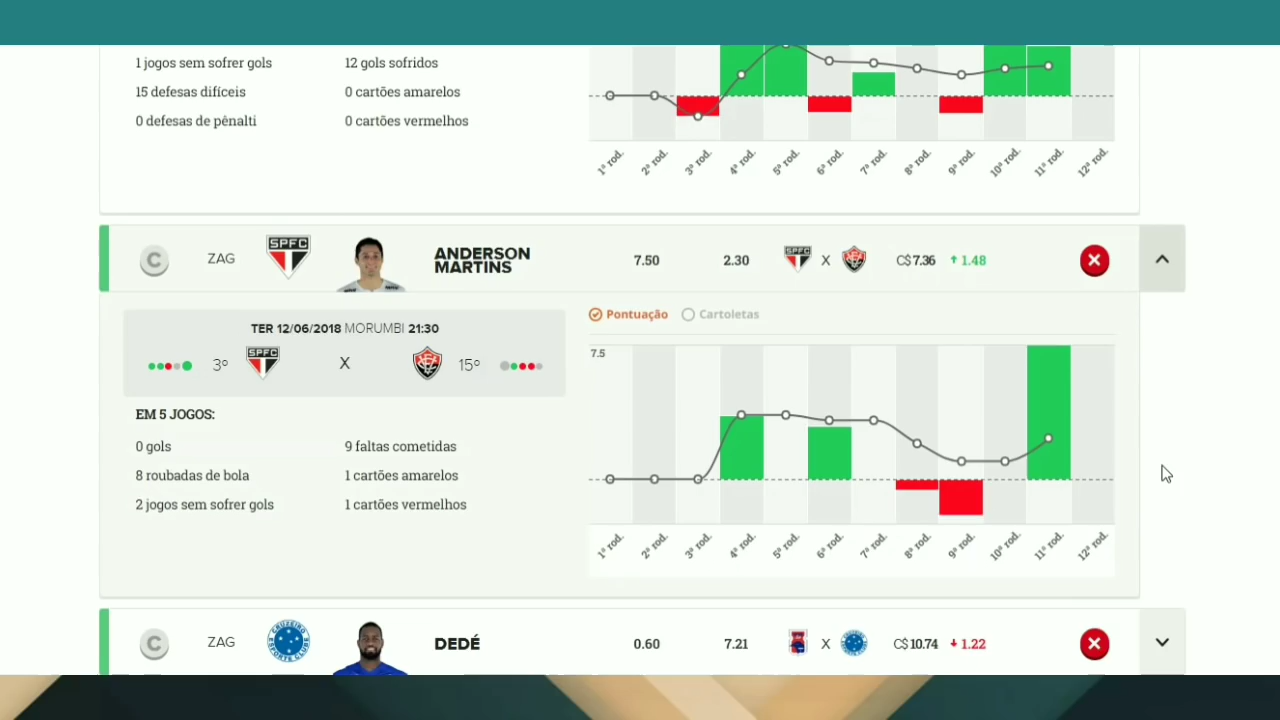 1 jogos sem sofrer gols
12 gols sofridos
15 defesas difíceis
0 cartões amarelos
0 defesas de pênalti
0 cartões vermelhos
1ª rod. 2ª rod. 3ª rod. 4ª rod. 5ª rod. 6ª rod. 7ª rod. 8ª rod. 9ª rod. 10ª rod. 11ª rod. 12ª rod.
C ZAG SPFC ANDERSON MARTINS 7.50 2.30 SPFC X C$ 7.36 1.48
TER 12/06/2018 MORUMBI 21:30
3º SPFC X 15º
EM 5 JOGOS:
0 gols
9 faltas cometidas
8 roubadas de bola
1 cartões amarelos
2 jogos sem sofrer gols
1 cartões vermelhos
Pontuação Cartoletas
7.5
1ª rod. 2ª rod. 3ª rod. 4ª rod. 5ª rod. 6ª rod. 7ª rod. 8ª rod. 9ª rod. 10ª rod. 11ª rod. 12ª rod.
C ZAG CRUZEIRO ESPORTE CLUBE DEDÉ 0.60 7.21 X C$ 10.74 1.22